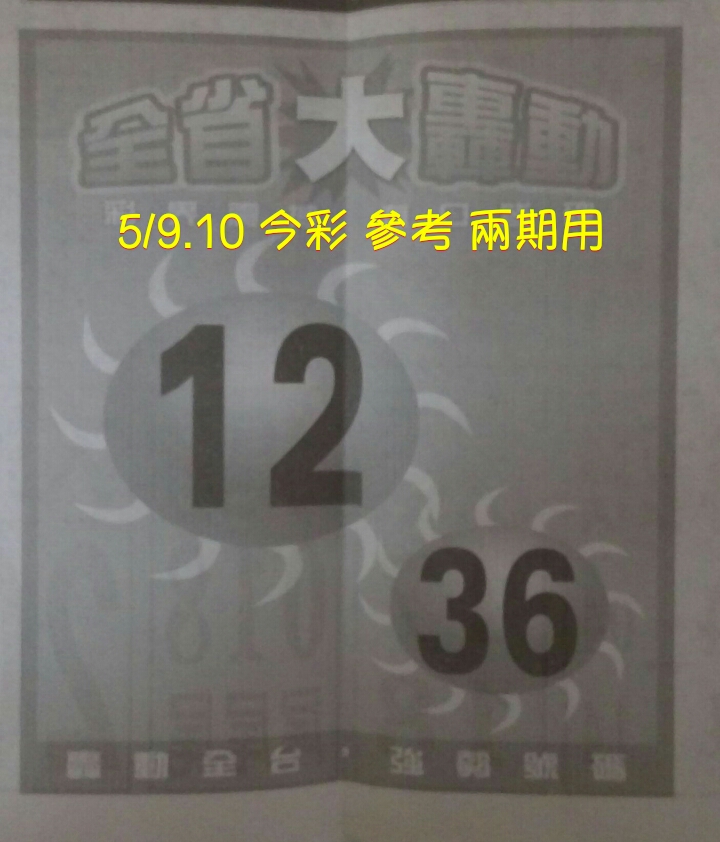 全省大轟動
5/9.10 今彩 參考 兩期用
12
36
轟動全台，強勢號碼